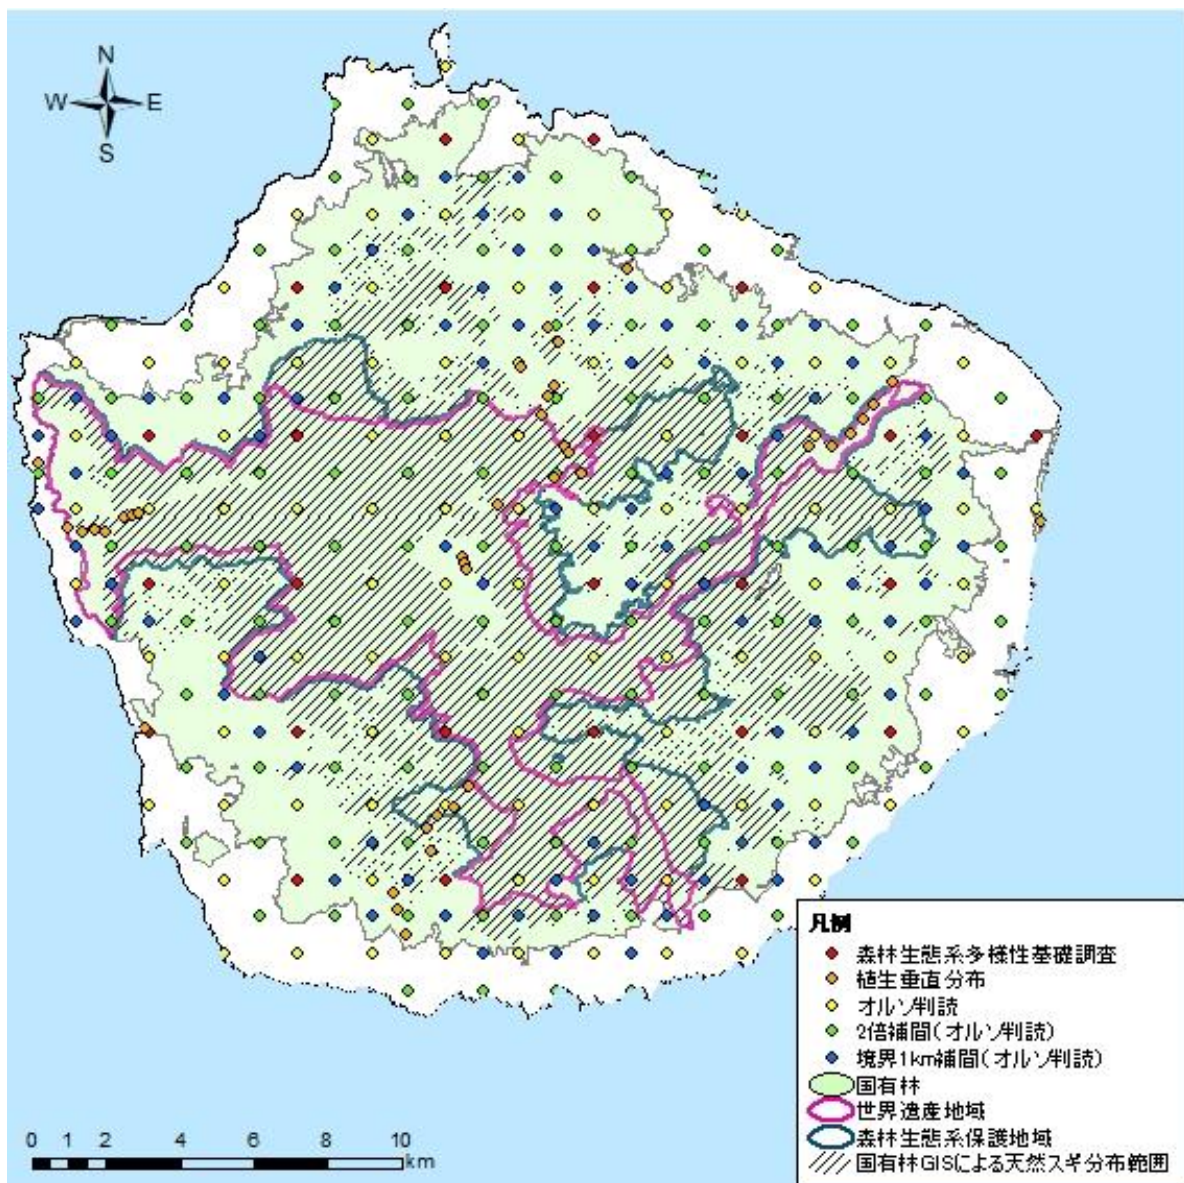 N
W E
S
凡例
森林生態系多様性基礎調査
植生垂直分布
オルソ判読
2倍補間(オルソ判読)
境界1km補間(オルソ判読)
国有林
世界遺産地域
森林生態系保護地域
国有林GISによる天然スギ分布範囲
0 1 2 4 6 8 10
km